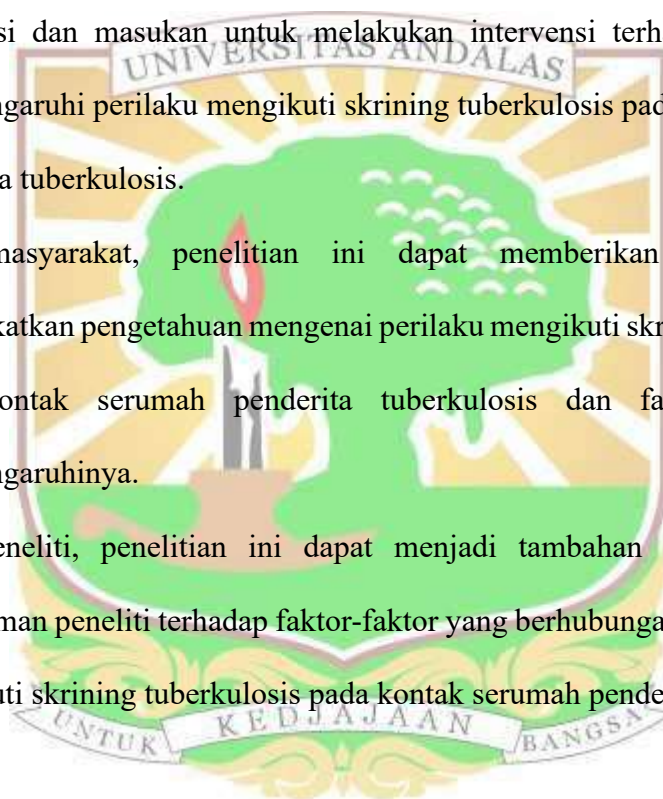 si dan masukan untuk melakukan intervensi terh
UNIVERSITAS ANDALAS
ngaruhi perilaku mengikuti skrining tuberkulosis pad
a tuberkulosis.
masyarakat, penelitian ini dapat memberikan
katkan pengetahuan mengenai perilaku mengikuti skr
ontak serumah penderita tuberkulosis dan fa
ngaruhinya.
eneliti, penelitian ini dapat menjadi tambahan
man peneliti terhadap faktor-faktor yang berhubunga
uti skrining tuberkulosis pada kontak serumah pende
UNTUK KEDJAJAAN BANGSA